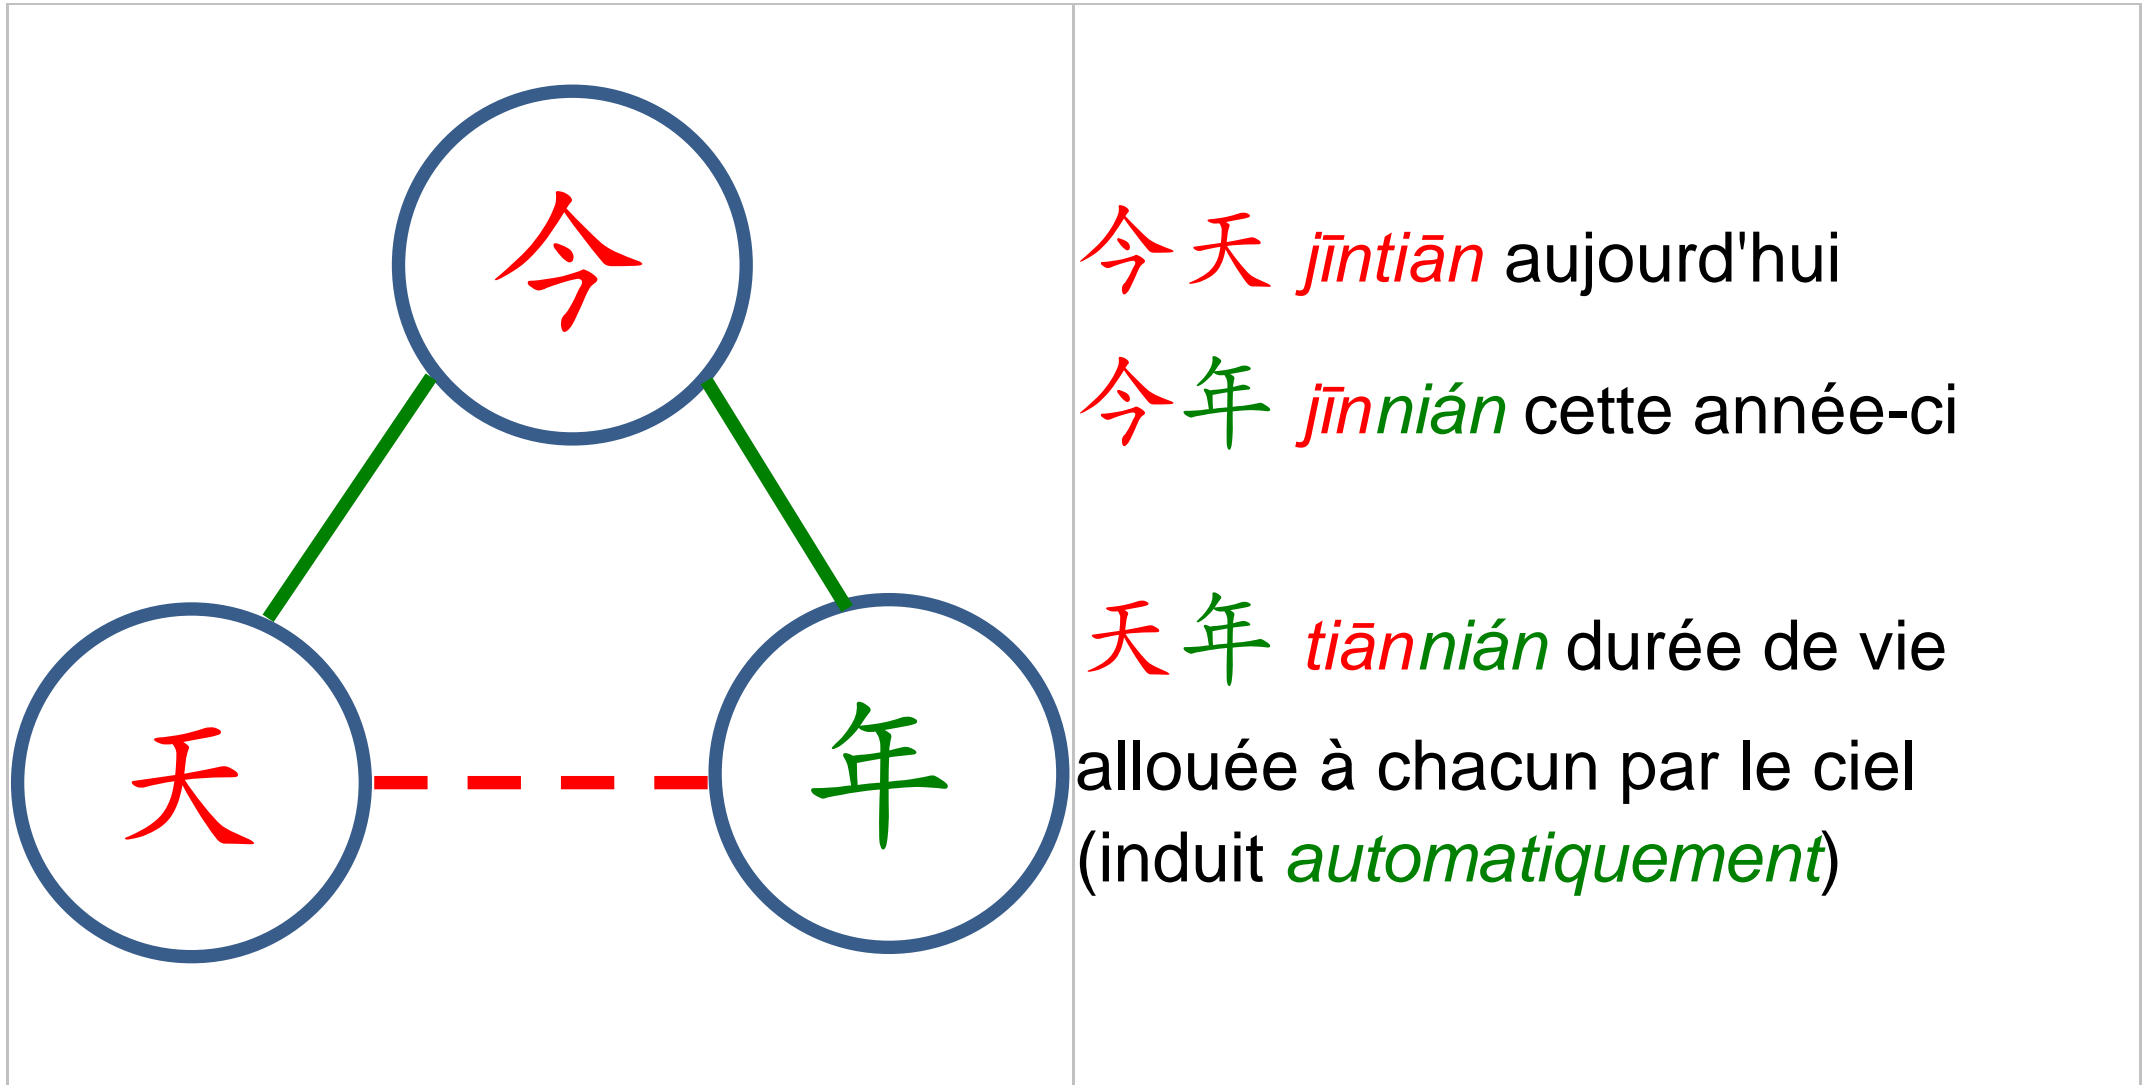 今
天
年
今天 jīntiān aujourd'hui
今年 jīnnián cette année-ci
天年 tiānnián durée de vie
allouée à chacun par le ciel
(induit automatiquement)